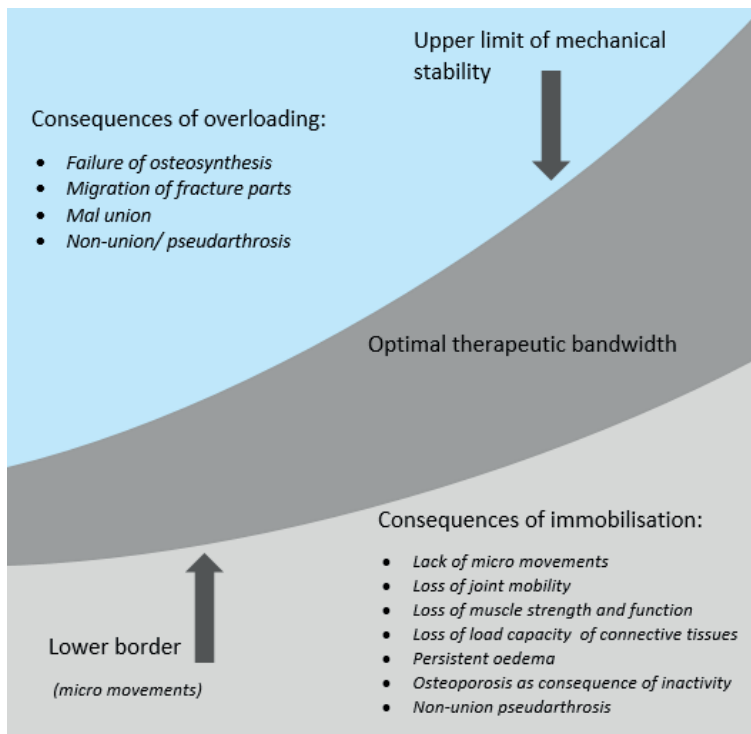 Upper limit of mechanical
stability
Consequences of overloading:
• Failure of osteosynthesis
• Migration of fracture parts
• Mal union
• Non-union/ pseudarthrosis
Optimal therapeutic bandwidth
Consequences of immobilisation:
• Lack of micro movements
• Loss of joint mobility
• Loss of muscle strength and function
• Loss of load capacity of connective tissues
• Persistent oedema
• Osteoporosis as consequence of inactivity
• Non-union pseudarthrosis
Lower border
(micro movements)